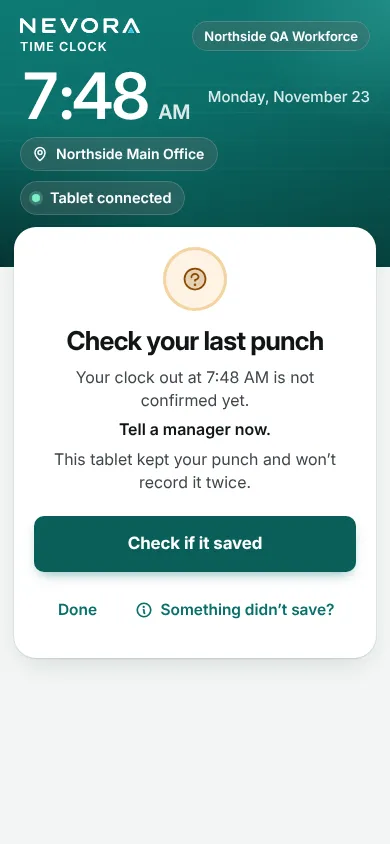 NEVORA
TIME CLOCK
Northside QA Workforce
7:48 AM
Monday, November 23
Northside Main Office
Tablet connected
Check your last punch
Your clock out at 7:48 AM is not
confirmed yet.
Tell a manager now.
This tablet kept your punch and won’t
record it twice.
Check if it saved
Done
Something didn’t save?